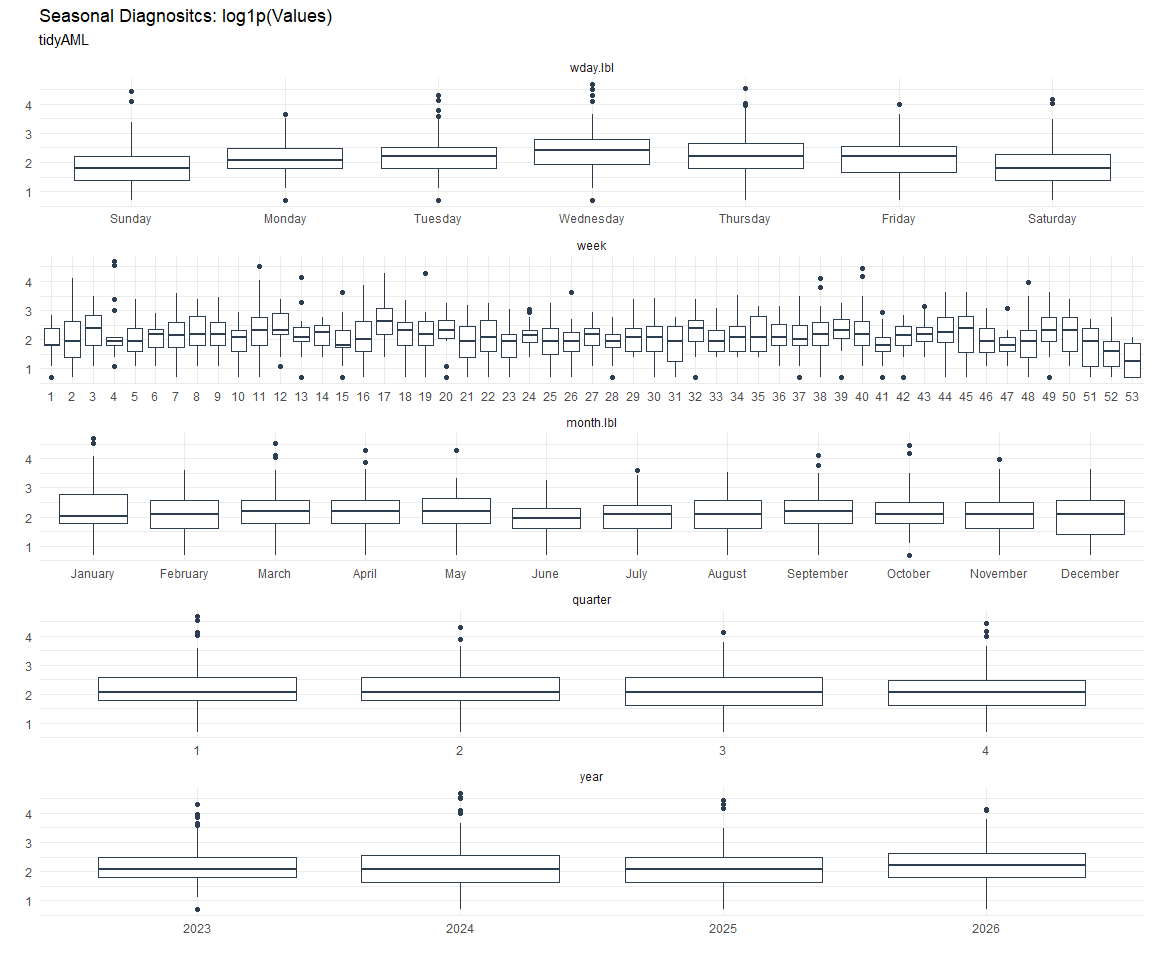 Seasonal Diagnositcs: log1p(Values)
tidyAML
wday.lbl
4
3
2
1
Sunday Monday Tuesday Wednesday Thursday Friday Saturday
week
4
3
2
1
1 2 3 4 5 6 7 8 9 10 11 12 13 14 15 16 17 18 19 20 21 22 23 24 25 26 27 28 29 30 31 32 33 34 35 36 37 38 39 40 41 42 43 44 45 46 47 48 49 50 51 52 53
month.lbl
4
3
2
1
January February March April May June July August September October November December
quarter
4
3
2
1
1 2 3 4
year
4
3
2
1
2023 2024 2025 2026